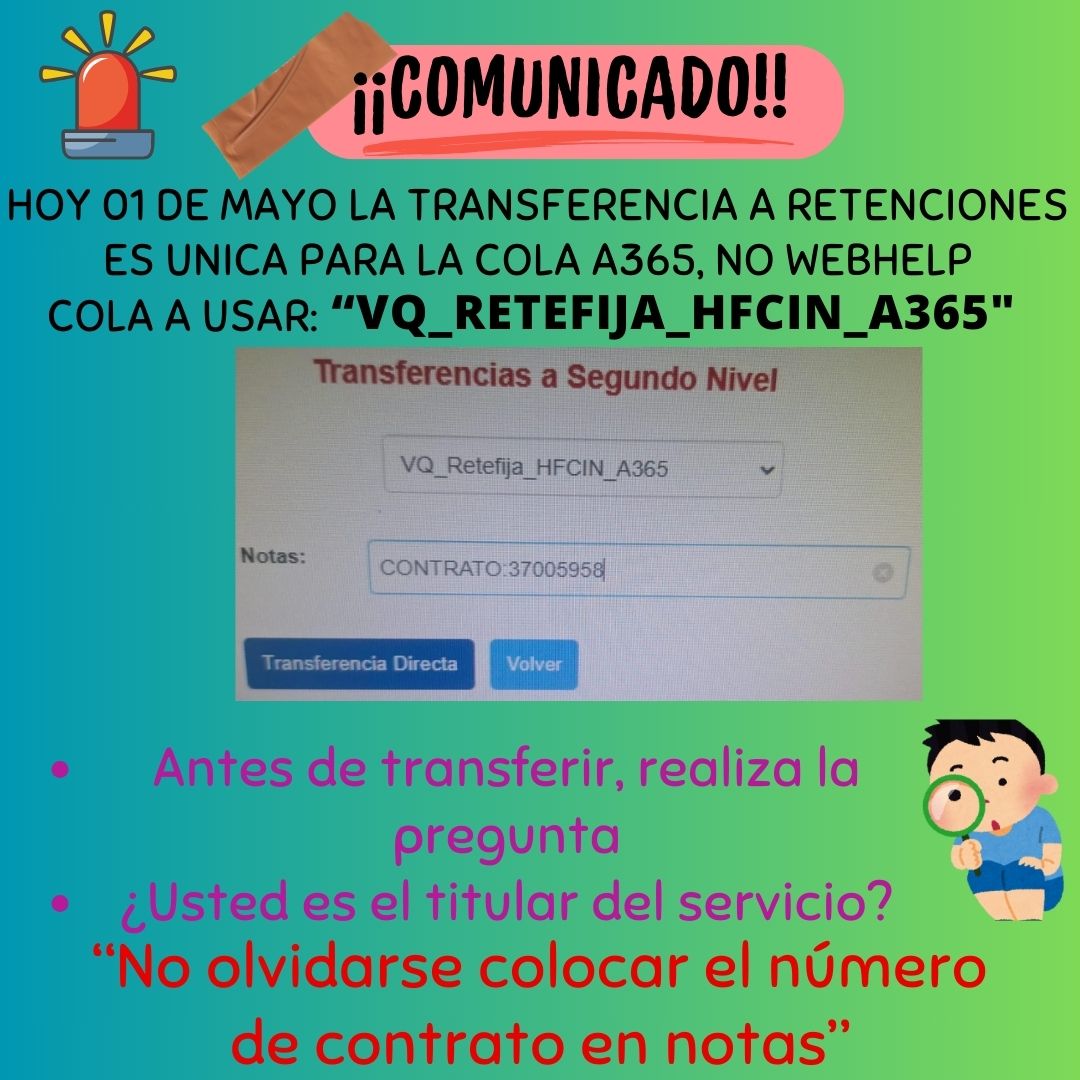 ¡¡COMUNICADO!!
HOY 01 DE MAYO LA TRANSFERENCIA A RETENCIONES
ES UNICA PARA LA COLA A365, NO WEBHELP
COLA A USAR: “VQ_RETEFIJA_HFCIN_A365"
Transferencias a Segundo Nivel
VQ_Retefija_HFCIN_A365
Notas:
CONTRATO:37005958
Transferencia Directa
Volver
• Antes de transferir, realiza la
pregunta
• ¿Usted es el titular del servicio?
“No olvidarse colocar el número
de contrato en notas”